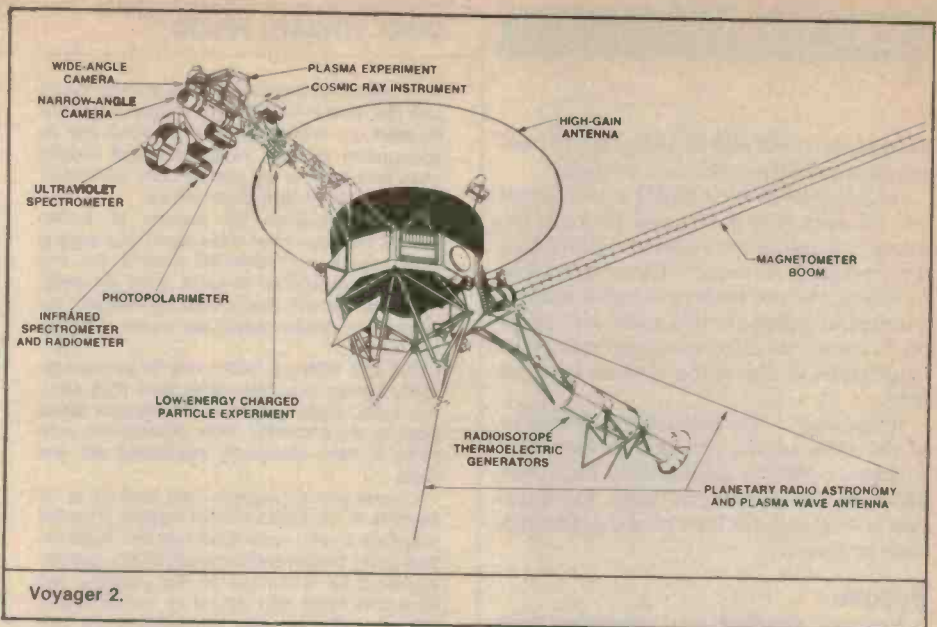 WIDE-ANGLE
CAMERA
NARROW-ANGLE
CAMERA
PLASMA EXPERIMENT
COSMIC RAY INSTRUMENT
HIGH-GAIN
ANTENNA
ULTRAVIOLET
SPECTROMETER
MAGNETOMETER
BOOM
PHOTOPOLARIMETER
INFRARED
SPECTROMETER
AND RADIOMETER
LOW-ENERGY CHARGED
PARTICLE EXPERIMENT
RADIOISOTOPE
THERMOELECTRIC
GENERATORS
PLANETARY RADIO ASTRONOMY
AND PLASMA WAVE ANTENNA
Voyager 2.